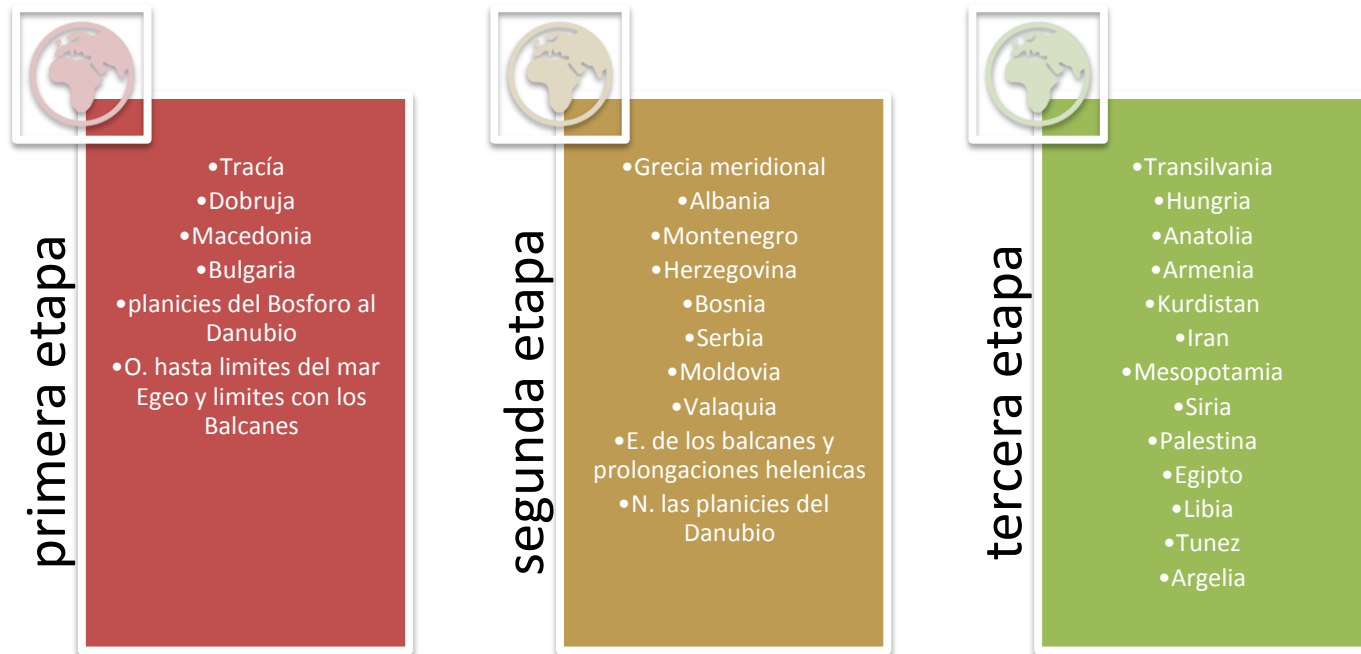 primera etapa
•Tracía
•Dobruja
•Macedonia
•Bulgaria
•planicies del Bosforo al
Danubio
•O. hasta limites del mar
Egeo y limites con los
Balcanes
segunda etapa
•Grecia meridional
•Albania
•Montenegro
•Herzegovina
•Bosnia
•Serbia
•Moldovia
•Valaquia
•E. de los balcanes y
prolongaciones helenicas
•N. las planicies del
Danubio
tercera etapa
•Transilvania
•Hungria
•Anatolia
•Armenia
•Kurdistan
•Iran
•Mesopotamia
•Siria
•Palestina
•Egipto
•Libia
•Tunez
•Argelia